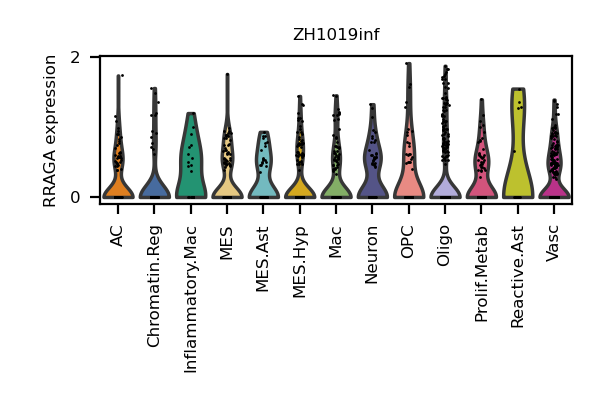 ZH1019inf
RRAGA expression
2
0
AC
Chromatin.Reg
Inflammatory.Mac
MES
MES.Ast
MES.Hyp
Mac
Neuron
OPC
Oligo
Prolif.Metab
Reactive.Ast
Vasc